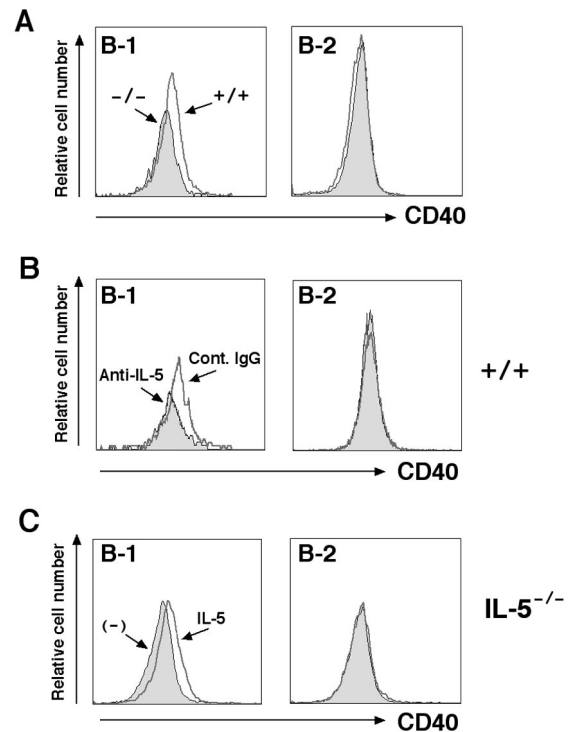 A
B-1
B-2
-/-
+/+
Relative cell number
CD40
B
B-1
B-2
Anti-IL-5
Cont. IgG
+/+
Relative cell number
CD40
C
B-1
B-2
(-)
IL-5
IL-5-/-
Relative cell number
CD40